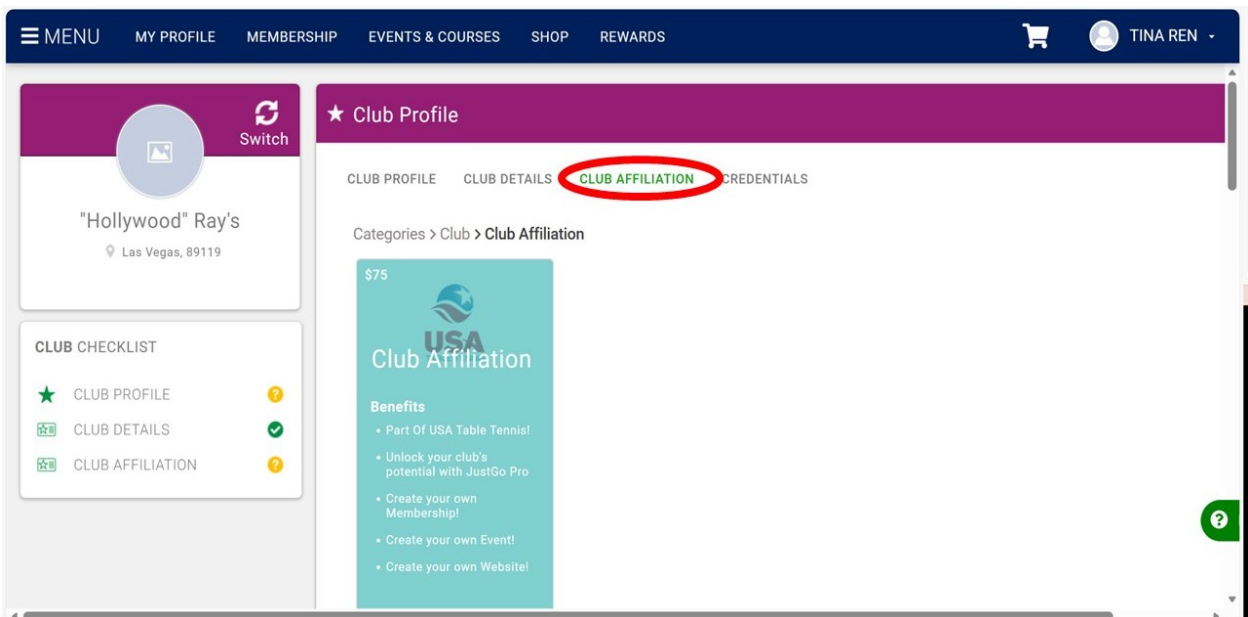 MENU MY PROFILE MEMBERSHIP EVENTS & COURSES SHOP REWARDS TINA REN
Switch
"Hollywood" Ray's
Las Vegas, 89119
CLUB CHECKLIST
CLUB PROFILE ?
CLUB DETAILS
CLUB AFFILIATION ?
Club Profile
CLUB PROFILE CLUB DETAILS CLUB AFFILIATION CREDENTIALS
Categories > Club > Club Affiliation
$75
USA
Club Affiliation
Benefits
• Part Of USA Table Tennis!
• Unlock your club's
potential with JustGo Pro
• Create your own
Membership!
• Create your own Event!
• Create your own Website!
?